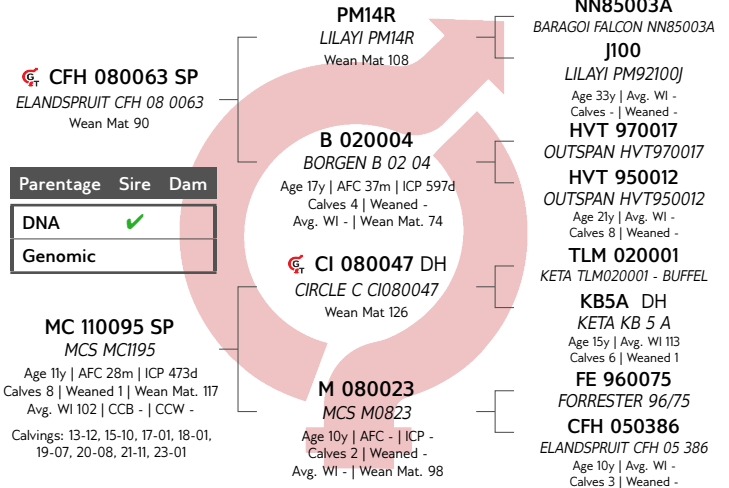 CFH 080063 SP
ELANDSPRUIT CFH 08 0063
Wean Mat 90
Parentage Sire Dam
DNA ✔
Genomic
MC 110095 SP
MCS MC1195
Age 11y | AFC 28m | ICP 473d
Calves 8 | Weaned 1 | Wean Mat. 117
Avg. WI 102 | CCB - | CCW -
Calvings: 13-12, 15-10, 17-01, 18-01,
19-07, 20-08, 21-11, 23-01
PM14R
LILAYI PM14R
Wean Mat 108
B 020004
BORGEN B 02 04
Age 17y | AFC 37m | ICP 597d
Calves 4 | Weaned -
Avg. WI - | Wean Mat. 74
CI 080047 DH
CIRCLE C CI080047
Wean Mat 126
M 080023
MCS M0823
Age 10y | AFC - | ICP -
Calves 2 | Weaned -
Avg. WI - | Wean Mat. 98
NN85003A
BARAGOI FALCON NN85003A
J100
LILAYI PM92100J
Age 33y | Avg. WI -
Calves - | Weaned -
HVT 970017
OUTSPAN HVT970017
HVT 950012
OUTSPAN HVT950012
Age 21y | Avg. WI -
Calves 8 | Weaned -
TLM 020001
KETA TLM020001 - BUFFEL
KB5A DH
KETA KB 5 A
Age 15y | Avg. WI 113
Calves 6 | Weaned 1
FE 960075
FORRESTER 96/75
CFH 050386
ELANDSPRUIT CFH 05 386
Age 10y | Avg. WI -
Calves 3 | Weaned -